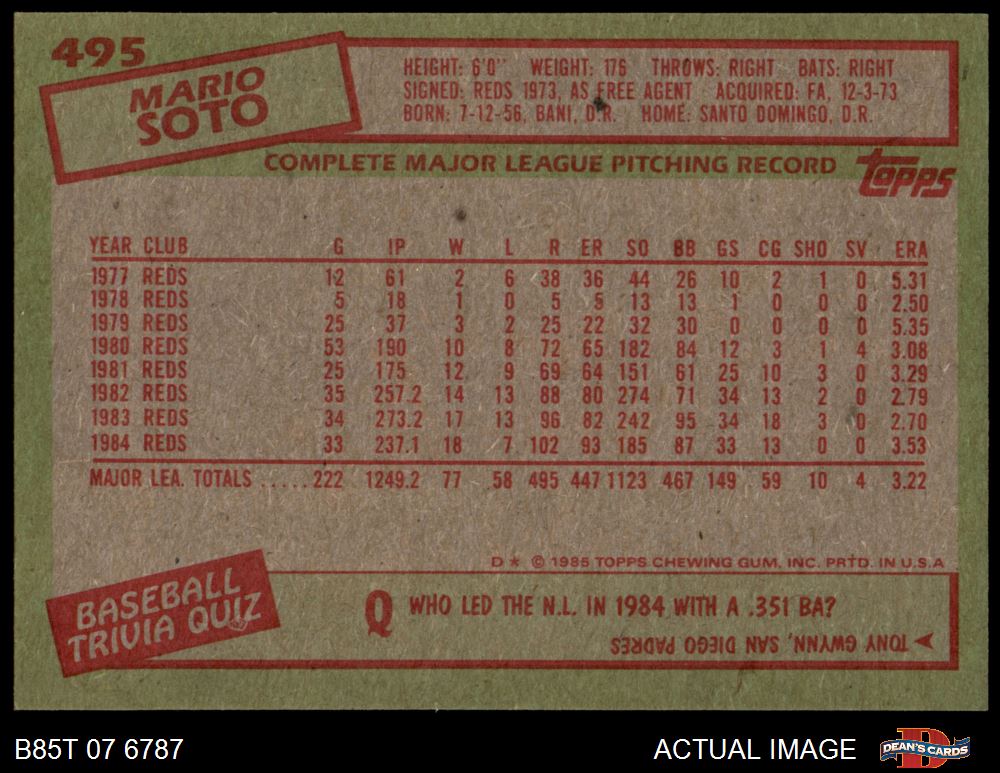 495
MARIO
SOTO
HEIGHT: 6'0" WEIGHT: 176 THROWS: RIGHT BATS: RIGHT
SIGNED: REDS 1973, AS FREE AGENT ACQUIRED: FA, 12-3-73
BORN: 7-12-56, BANI, D.R. HOME: SANTO DOMINGO, D.R.
COMPLETE MAJOR LEAGUE PITCHING RECORD
TOPPS
YEAR CLUB G IP W L R ER SO BB GS CG SHO SV ERA
1977 REDS 12 61 2 6 38 36 44 26 10 2 1 0 5.31
1978 REDS 5 18 1 0 5 5 13 13 1 0 0 0 2.50
1979 REDS 25 37 3 2 25 22 32 30 0 0 0 0 5.35
1980 REDS 53 190 10 8 72 65 182 84 12 3 1 4 3.08
1981 REDS 25 175 12 9 69 64 151 61 25 10 3 0 3.29
1982 REDS 35 257.2 14 13 88 80 274 71 34 13 2 0 2.79
1983 REDS 34 273.2 17 13 96 82 242 95 34 18 3 0 2.70
1984 REDS 33 237.1 18 7 102 93 185 87 33 13 0 0 3.53
MAJOR LEA. TOTALS .....222 1249.2 77 58 495 447 1123 467 149 59 10 4 3.22
D * © 1985 TOPPS CHEWING GUM, INC. PRTD. IN U.S.A
BASEBALL
TRIVIA QUIZ
Q WHO LED THE N.L. IN 1984 WITH A .351 BA?
TONY GWYNN, SAN DIEGO PADRES
B85T 07 6787 ACTUAL IMAGE DEAN'S CARDS